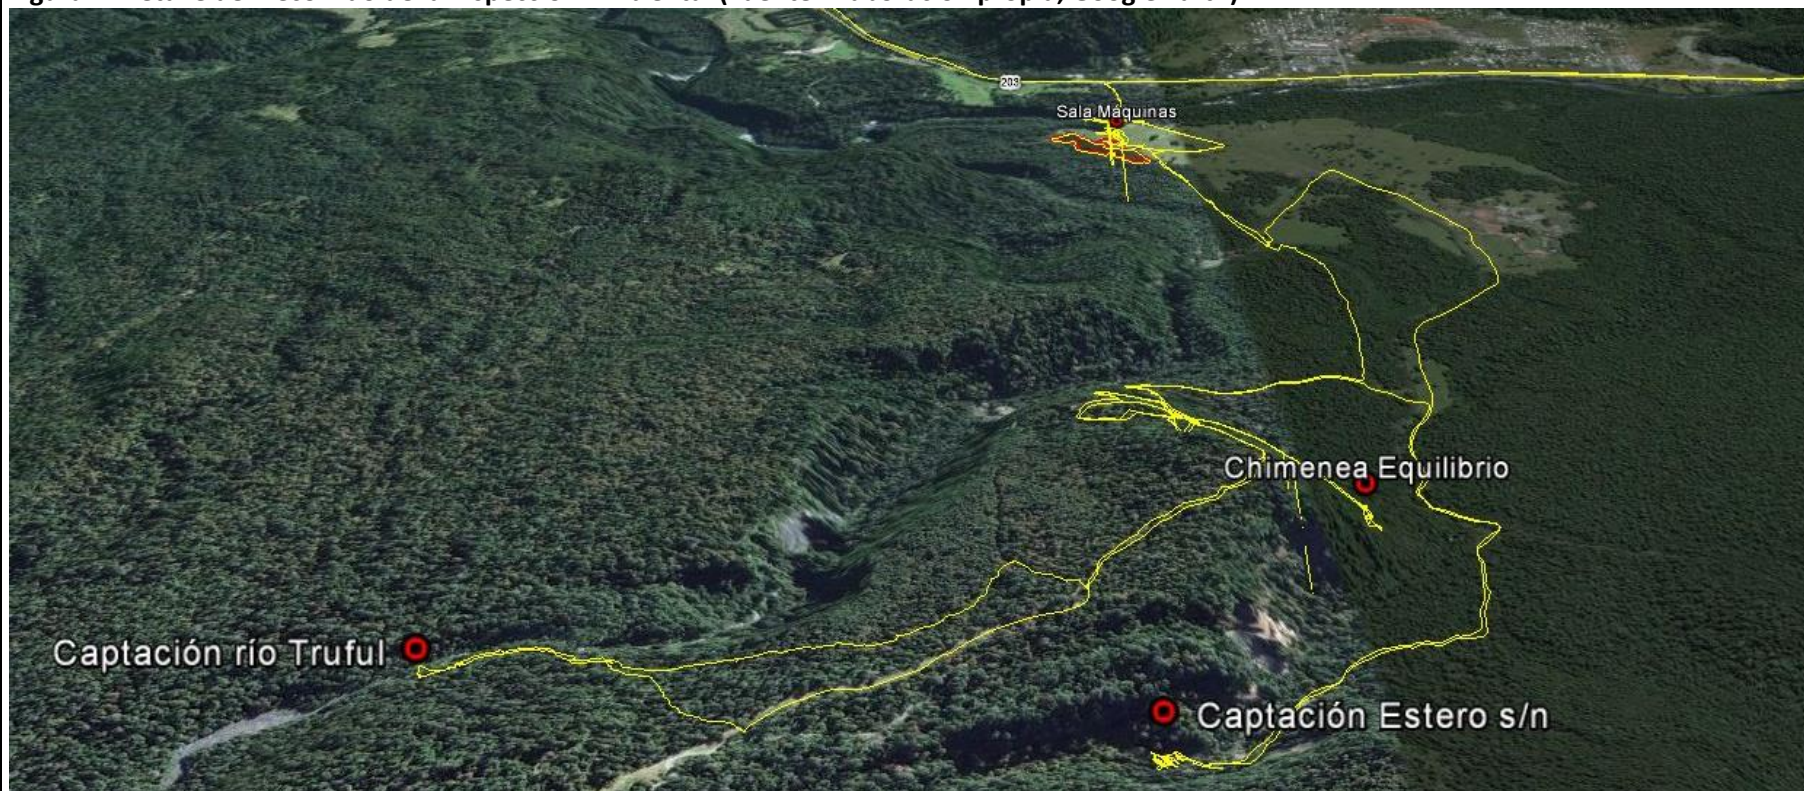 203
Sala Máquinas
Chimenea Equilibrio
Captación río Truful
Captación Estero s/n